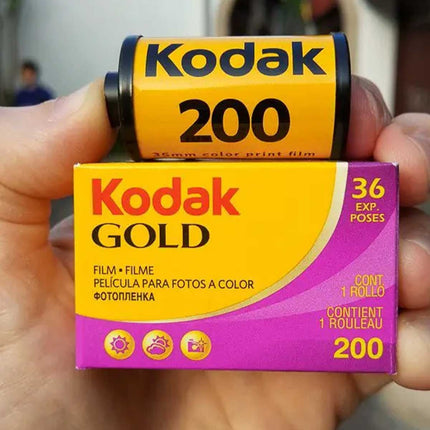 Kodak
200
35mm color print film
Kodak
GOLD
FILM • FILME
PELÍCULA PARA FOTOS A COLOR
ФОТОПЛЕНКА
36
EXP.
POSES
CONT.
1 ROLLO
CONTIENT
1 ROULEAU
200